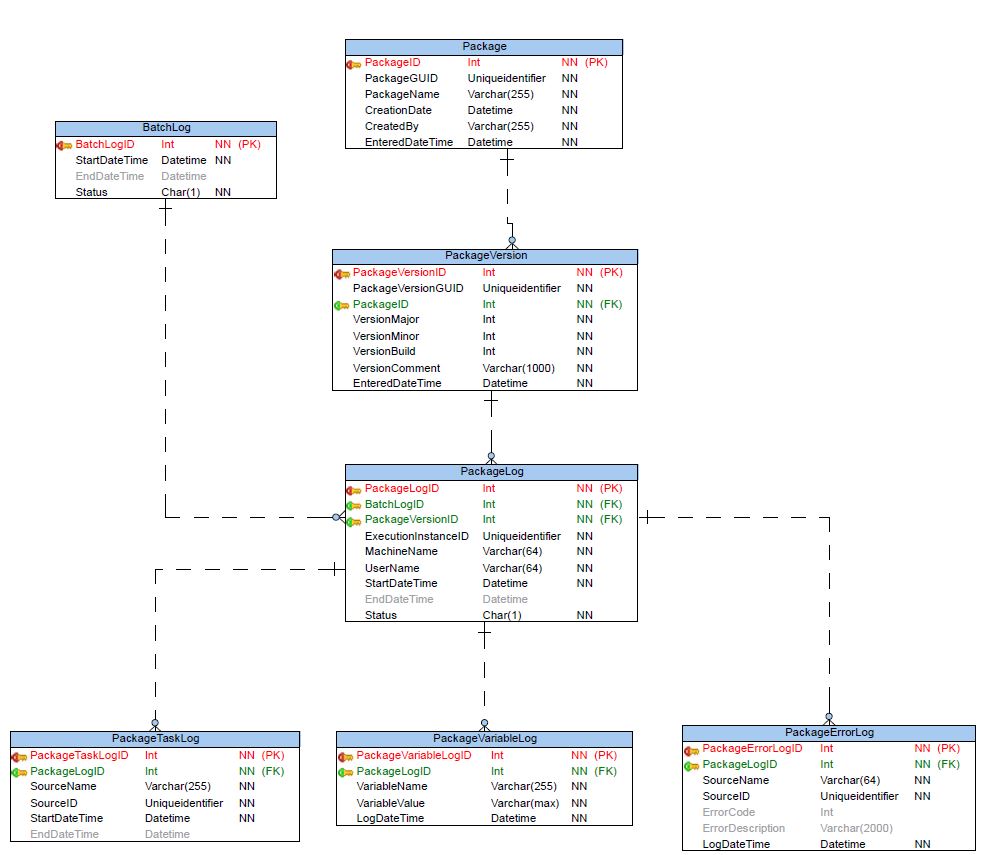 Package
PackageID Int NN (PK)
PackageGUID Uniqueidentifier NN
PackageName Varchar(255) NN
CreationDate Datetime NN
CreatedBy Varchar(255) NN
EnteredDateTime Datetime NN
BatchLog
BatchLogID Int NN (PK)
StartDateTime Datetime NN
EndDateTime Datetime
Status Char(1) NN
PackageVersion
PackageVersionID Int NN (PK)
PackageVersionGUID Uniqueidentifier NN
PackageID Int NN (FK)
VersionMajor Int NN
VersionMinor Int NN
VersionBuild Int NN
VersionComment Varchar(1000) NN
EnteredDateTime Datetime NN
PackageLog
PackageLogID Int NN (PK)
BatchLogID Int NN (FK)
PackageVersionID Int NN (FK)
ExecutionInstanceID Uniqueidentifier NN
MachineName Varchar(64) NN
UserName Varchar(64) NN
StartDateTime Datetime NN
EndDateTime Datetime
Status Char(1) NN
PackageTaskLog
PackageTaskLogID Int NN (PK)
PackageLogID Int NN (FK)
SourceName Varchar(255) NN
SourceID Uniqueidentifier NN
StartDateTime Datetime NN
EndDateTime Datetime
PackageVariableLog
PackageVariableLogID Int NN (PK)
PackageLogID Int NN (FK)
VariableName Varchar(255) NN
VariableValue Varchar(max) NN
LogDateTime Datetime NN
PackageErrorLog
PackageErrorLogID Int NN (PK)
PackageLogID Int NN (FK)
SourceName Varchar(64) NN
SourceID Uniqueidentifier NN
ErrorCode Int
ErrorDescription Varchar(2000)
LogDateTime Datetime NN